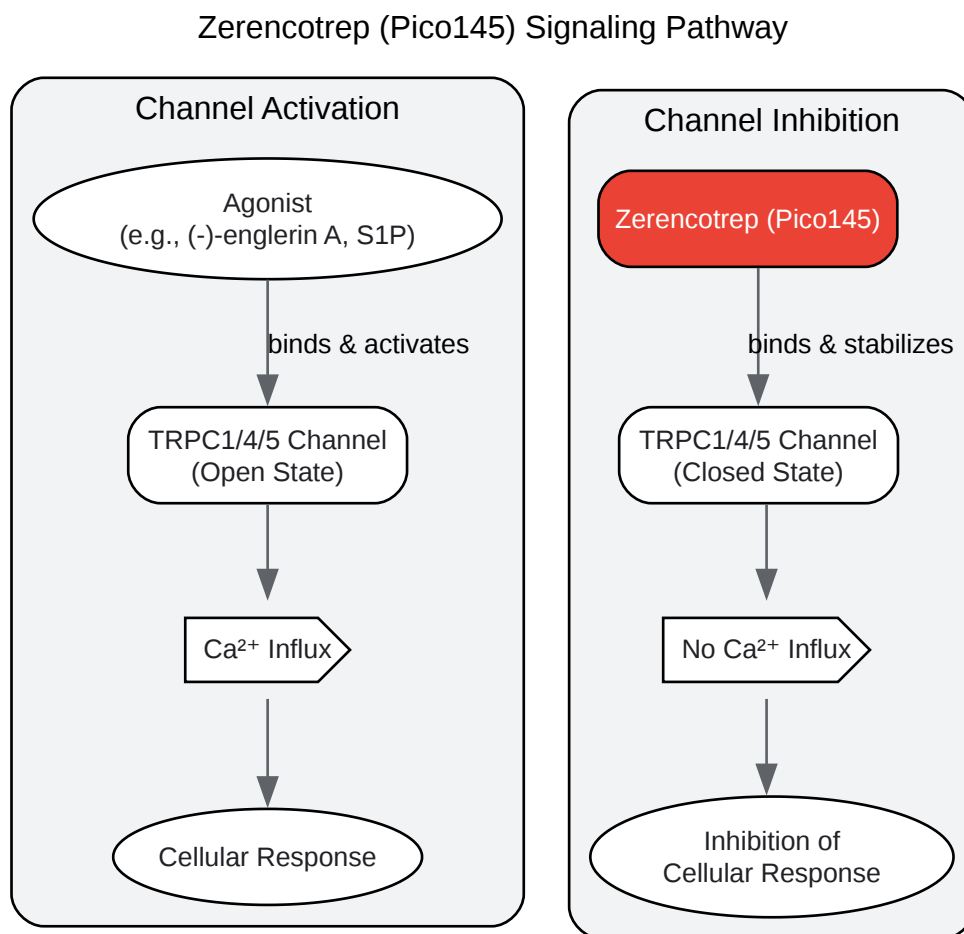 Zerencotrep (Pico145) Signaling Pathway
Channel Activation
Agonist
(e.g., (-)-englerin A, S1P)
binds & activates
TRPC1/4/5 Channel
(Open State)
Ca²⁺ Influx
Cellular Response
Channel Inhibition
Zerencotrep (Pico145)
binds & stabilizes
TRPC1/4/5 Channel
(Closed State)
No Ca²⁺ Influx
Inhibition of
Cellular Response